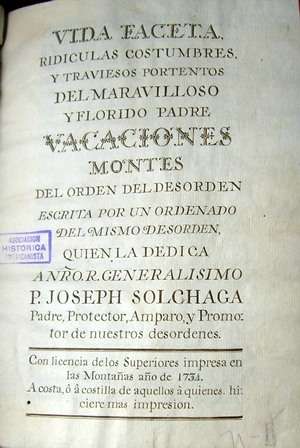 VIDA FACETA,
RIDICULAS COSTUMBRES,
Y TRAVIESOS PORTENTOS
DEL MARAVILLOSO
Y FLORIDO PADRE
VACACIONES
MONTES
DEL ORDEN DEL DESORDEN
ESCRITA POR UN ORDENADO
DEL MISMO DESORDEN,
ASOCIACION
HISTORICA
AMERICANISTA
QUIEN LA DEDICA
A NRO. R. GENERALISIMO
P. JOSEPH SOLCHAGA
Padre, Protector, Amparo, y Promo:
tor de nuestros desordenes.
Con licencia de los Superiores impresa en
las Montañas año de 1734.
A costa, ô â costilla de aquellos â quienes hi:
ciere mas impresion.